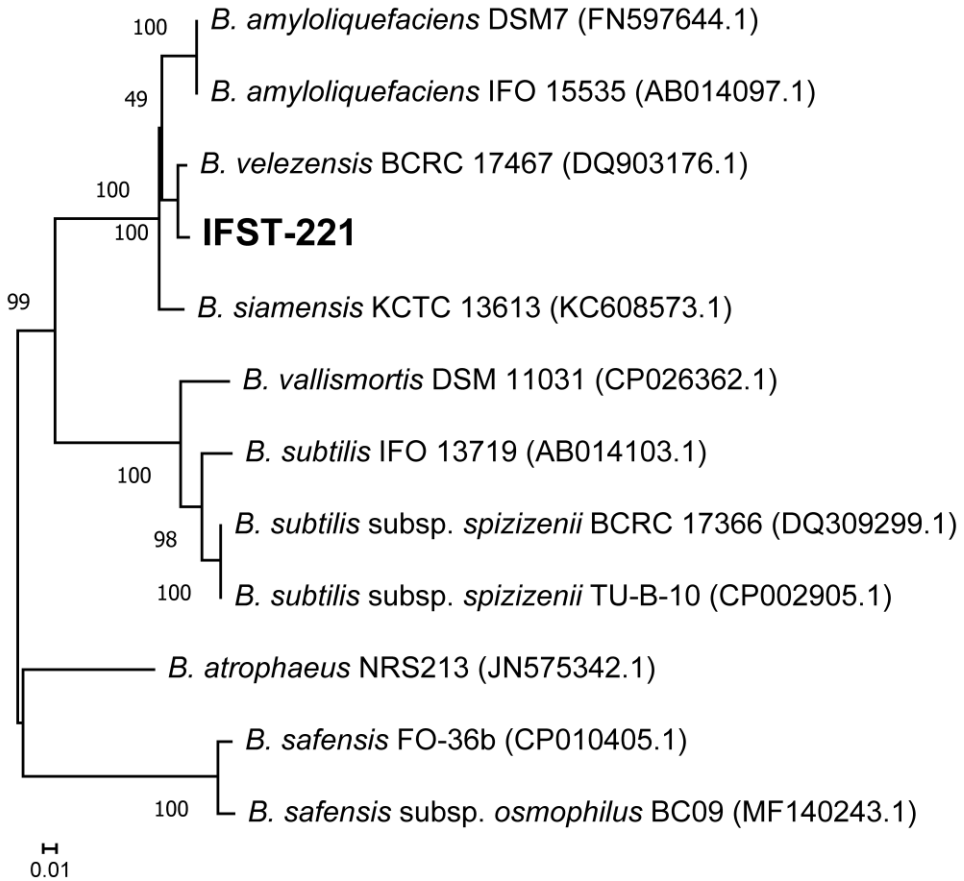 100
B. amyloliquefaciens DSM7 (FN597644.1)
49
B. amyloliquefaciens IFO 15535 (AB014097.1)
B. velezensis BCRC 17467 (DQ903176.1)
100
100
IFST-221
B. siamensis KCTC 13613 (KC608573.1)
99
B. vallismortis DSM 11031 (CP026362.1)
B. subtilis IFO 13719 (AB014103.1)
100
B. subtilis subsp. spizizenii BCRC 17366 (DQ309299.1)
98
B. subtilis subsp. spizizenii TU-B-10 (CP002905.1)
100
B. atrophaeus NRS213 (JN575342.1)
B. safensis FO-36b (CP010405.1)
100
B. safensis subsp. osmophilus BC09 (MF140243.1)
0.01